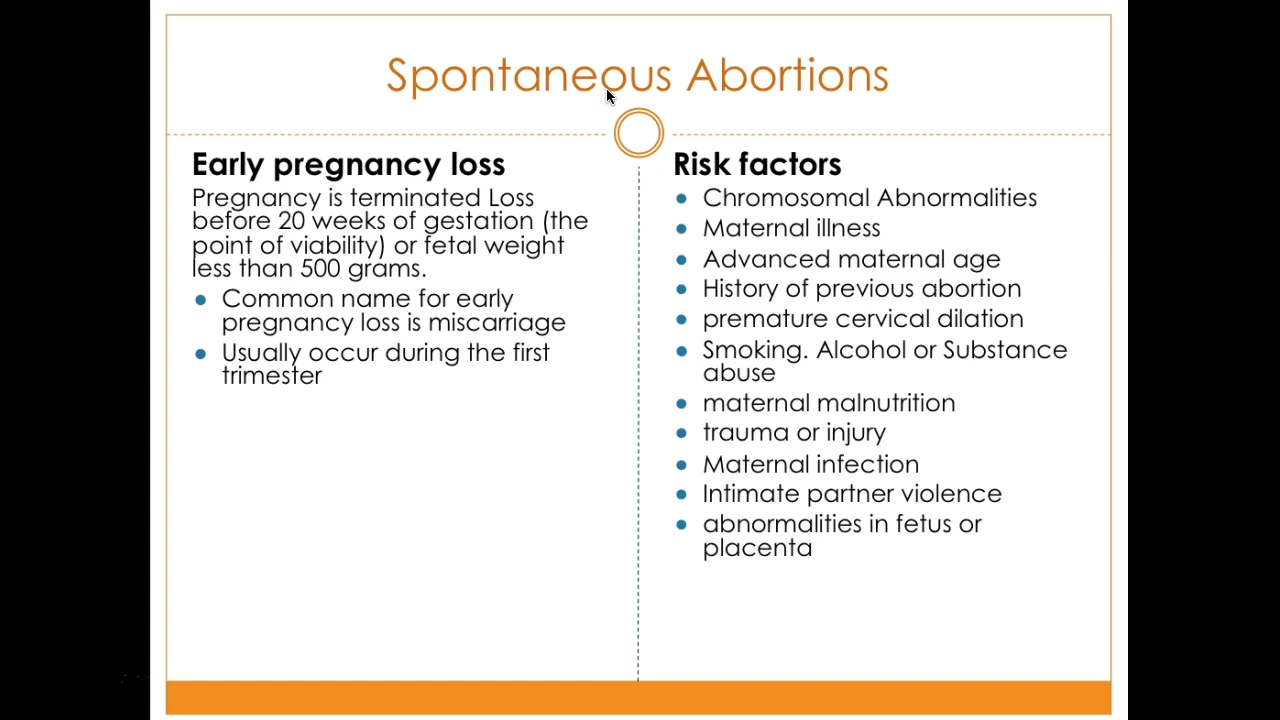 Spontaneous Abortions
Early pregnancy loss
Pregnancy is terminated Loss
before 20 weeks of gestation (the
point of viability) or fetal weight
less than 500 grams.
• Common name for early
pregnancy loss is miscarriage
• Usually occur during the first
trimester
Risk factors
• Chromosomal Abnormalities
• Maternal illness
• Advanced maternal age
• History of previous abortion
• premature cervical dilation
• Smoking. Alcohol or Substance
abuse
• maternal malnutrition
• trauma or injury
• Maternal infection
• Intimate partner violence
• abnormalities in fetus or
placenta